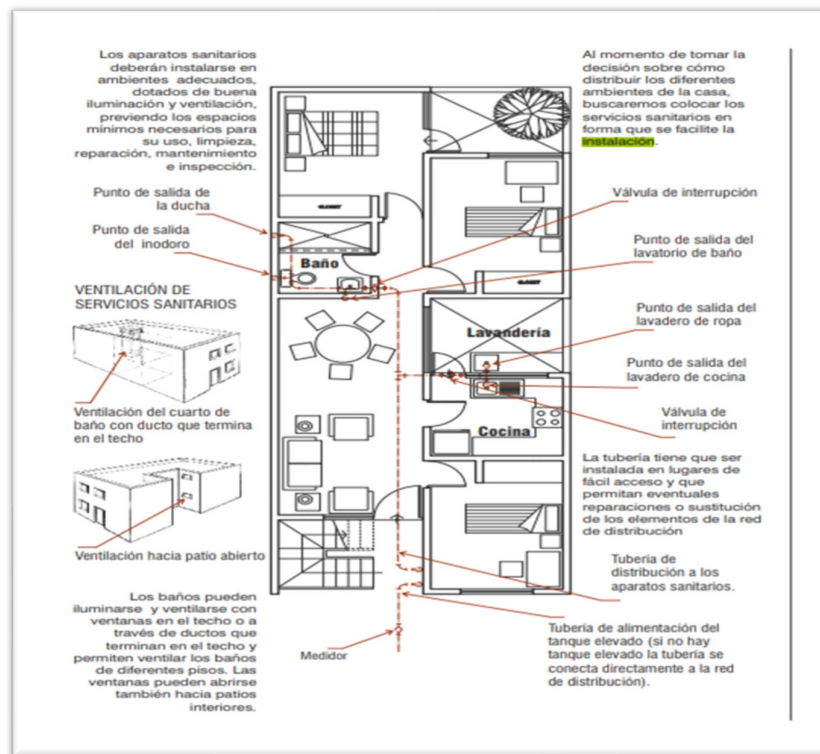 Los aparatos sanitarios
deberán instalarse en
ambientes adecuados,
dotados de buena
iluminación y ventilación,
previendo los espacios
mínimos necesarios para
su uso, limpieza,
reparación, mantenimiento
e inspección.
Al momento de tomar la
decisión sobre cómo
distribuir los diferentes
ambientes de la casa,
buscaremos colocar los
servicios sanitarios en
forma que se facilite la
instalación.
Punto de salida de
la ducha
Punto de salida
del inodoro
VENTILACIÓN DE
SERVICIOS SANITARIOS
Ventilación del cuarto de
baño con ducto que termina
en el techo
Ventilación hacia patio abierto
Los baños pueden
iluminarse y ventilarse con
ventanas en el techo o a
través de ductos que
terminan en el techo y
permiten ventilar los baños
de diferentes pisos. Las
ventanas pueden abrirse
también hacia patios
interiores.
CLOSET
Baño
CLOSET
Lavandería
Cocina
Medidor
Válvula de interrupción
Punto de salida del
lavatorio de baño
Punto de salida del
lavadero de ropa
Punto de salida del
lavadero de cocina
Válvula de
interrupción
La tubería tiene que ser
instalada en lugares de
fácil acceso y que
permitan eventuales
reparaciones o sustitución
de los elementos de la red
de distribución
Tubería de
distribución a los
aparatos sanitarios.
Tubería de alimentación del
tanque elevado (si no hay
tanque elevado la tubería se
conecta directamente a la red
de distribución).